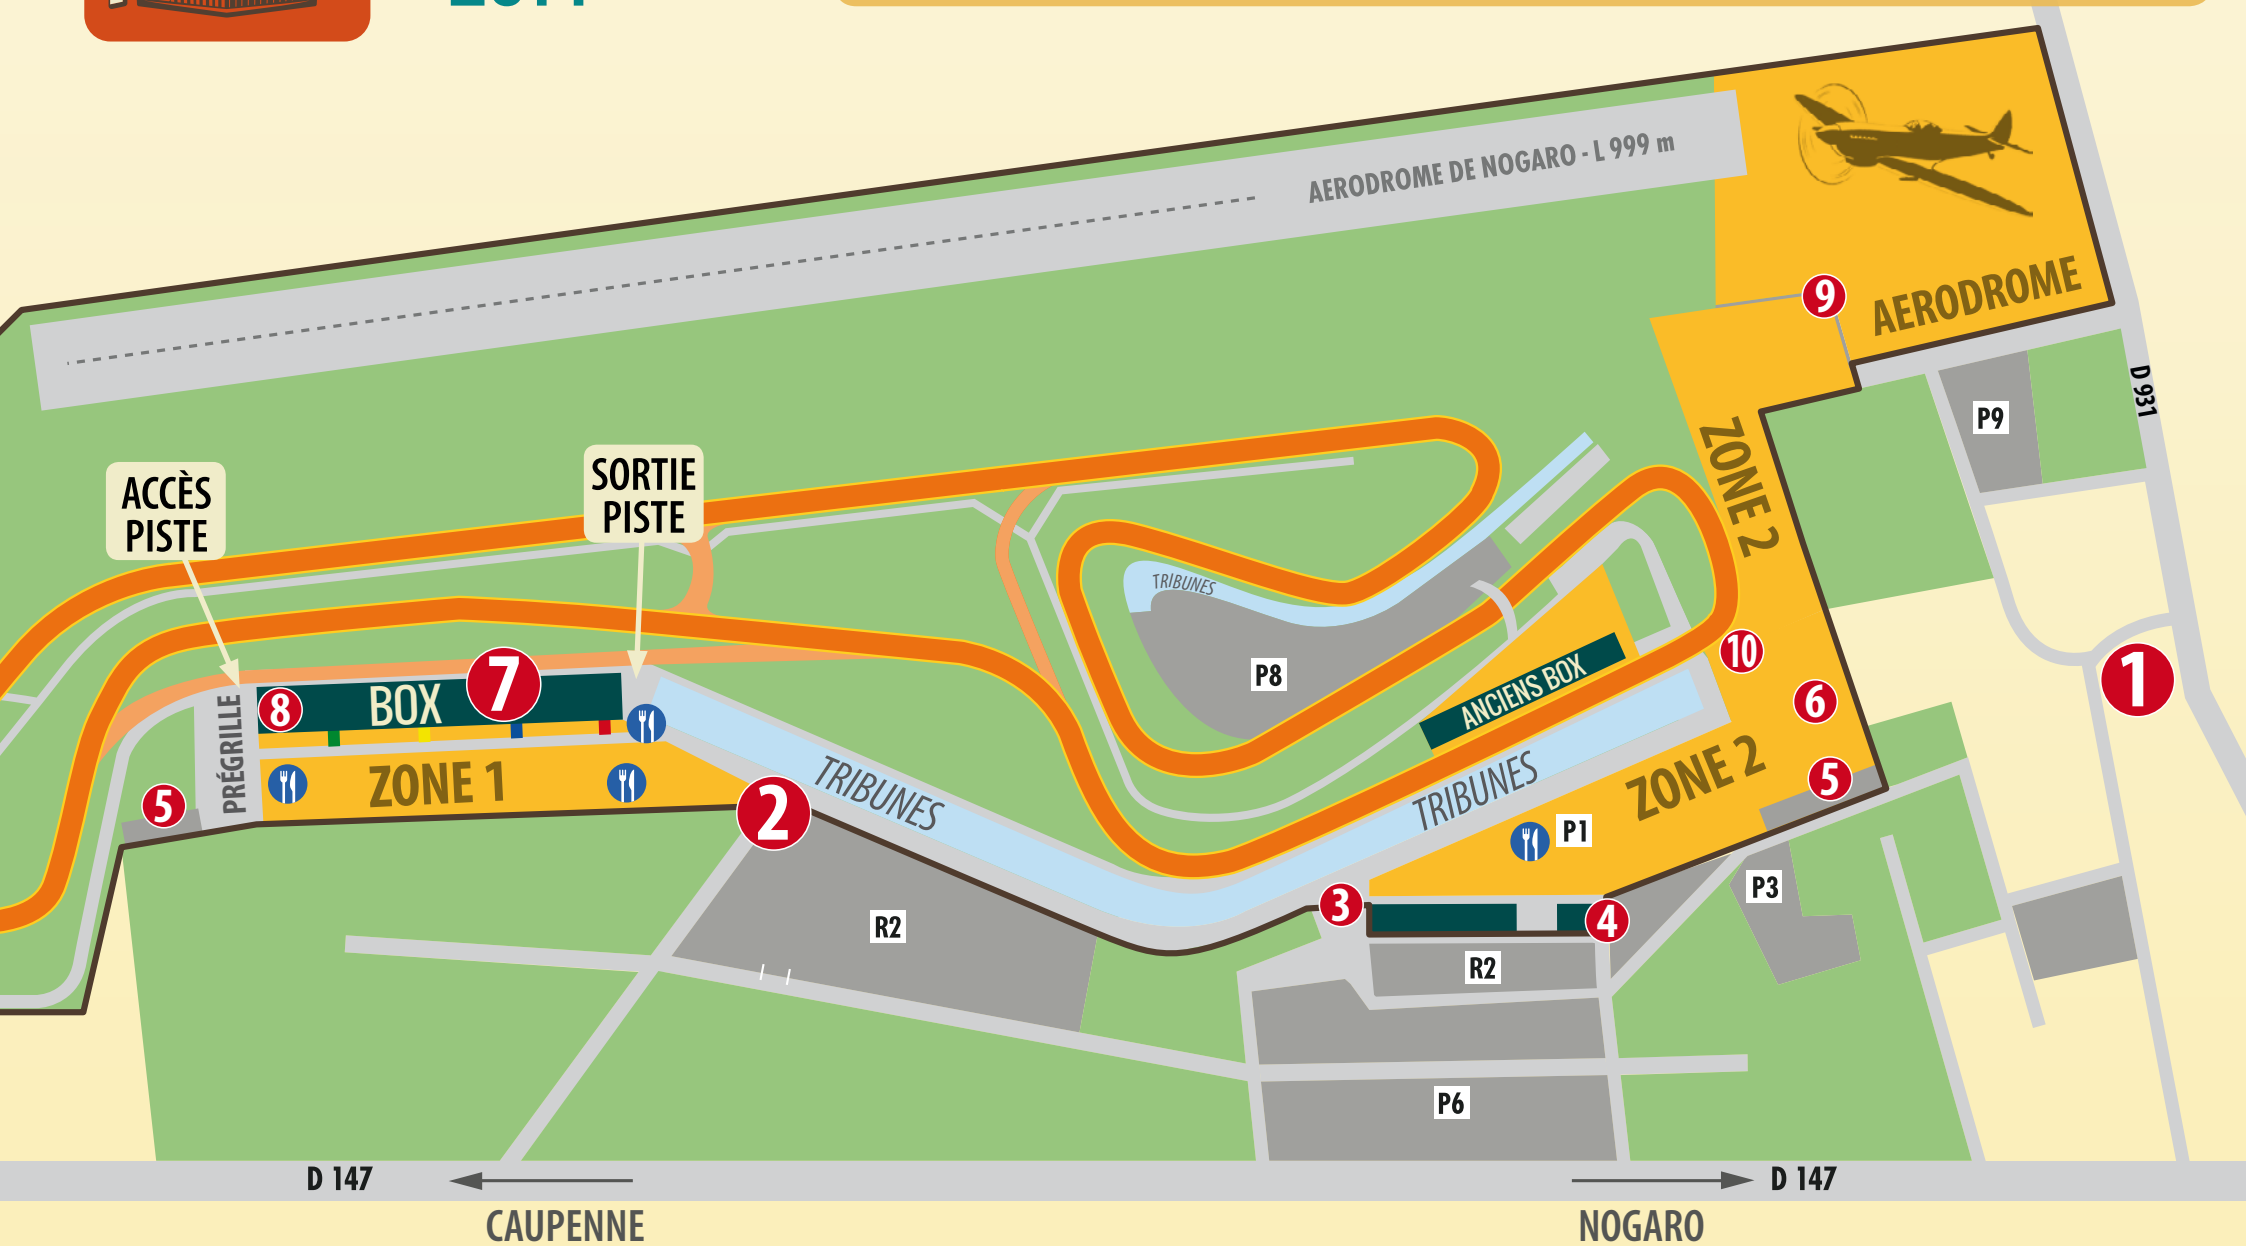 AERODROME DE NOGARO - L 999 m
9
AERODROME
D 931
P9
ACCÈS
PISTE
SORTIE
PISTE
ZONE 2
TRIBUNES
10
1
P8
ANCIENS BOX
6
8
BOX
7
PRÉGRILLE
ZONE 1
5
2
TRIBUNES
TRIBUNES
ZONE 2
5
P1
3
4
P3
R2
R2
P6
D 147
D 147
CAUPENNE
NOGARO